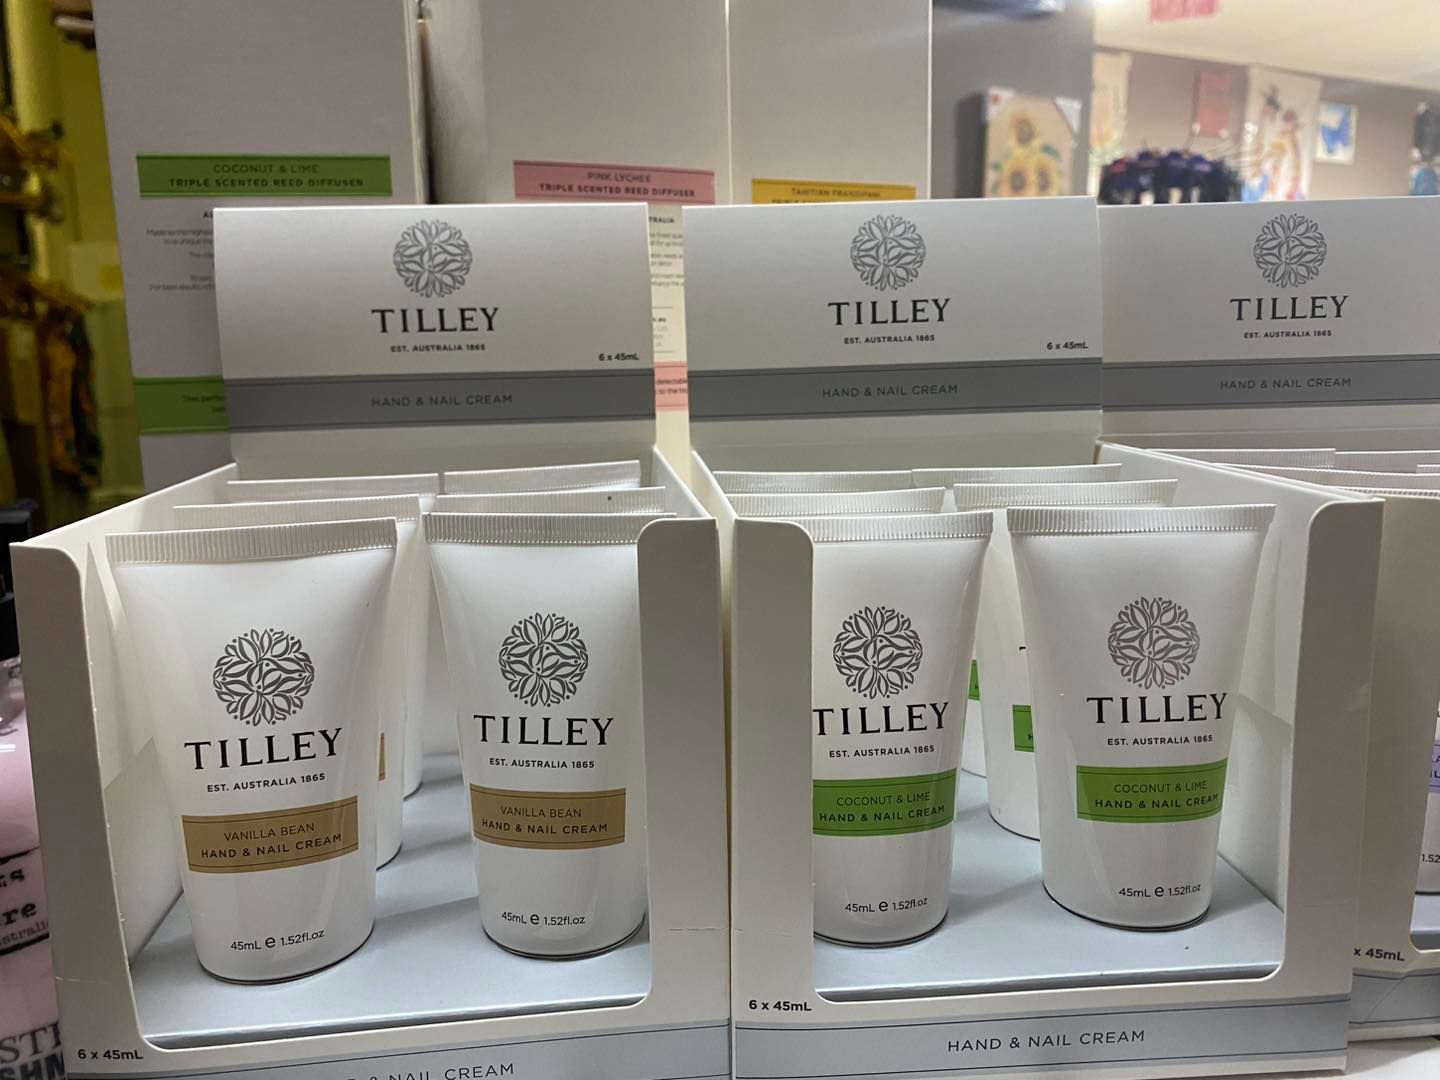 COCONUT & LIME
TRIPLE SCENTED REED DIFFUSER
PINK LYCHEE
TRIPLE SCENTED REED DIFFUSER
TAHITIAN FRANGIPANI
TILLEY
EST. AUSTRALIA 1865
6 x 45mL
HAND & NAIL CREAM
TILLEY
EST. AUSTRALIA 1865
6 x 45mL
HAND & NAIL CREAM
TILLEY
EST. AUSTRALIA 1865
HAND & NAIL CREAM
TILLEY
EST. AUSTRALIA 1865
VANILLA BEAN
HAND & NAIL CREAM
45mL e 1.52fl.oz
TILLEY
EST. AUSTRALIA 1865
VANILLA BEAN
HAND & NAIL CREAM
45mL e 1.52fl.oz
TILLEY
EST. AUSTRALIA 1865
COCONUT & LIME
HAND & NAIL CREAM
45mL e 1.52fl.oz
TILLEY
EST. AUSTRALIA 1865
COCONUT & LIME
HAND & NAIL CREAM
45mL e 1.52fl.oz
6 x 45mL
& NAIL CREAM
6 x 45mL
HAND & NAIL CREAM
x 45mL